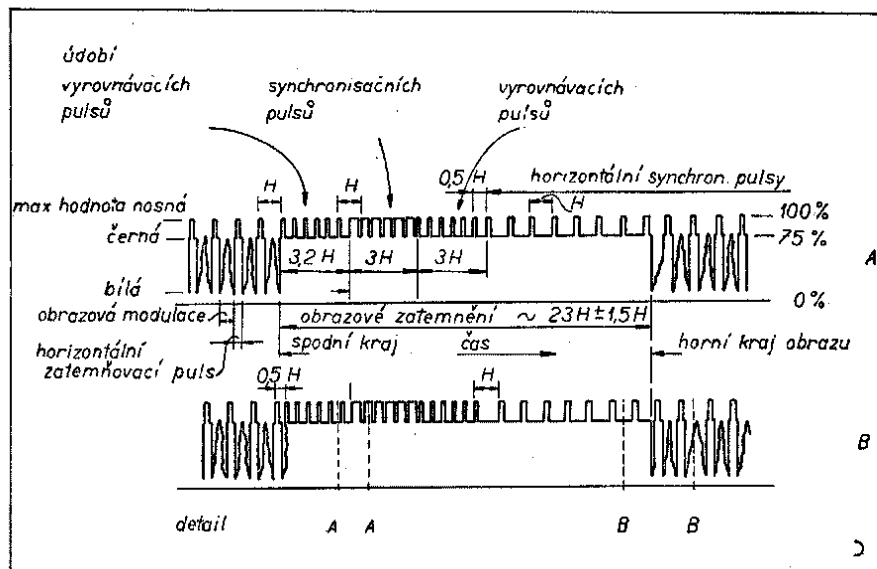 údobí
vyrovnávacích pulsů
synchronisačních pulsů
vyrovnávacích pulsů
H
H
0,5 H
horizontální synchron. pulsy
H
max hodnota nosná
100 %
černá
75 %
3,2 H
3H
3H
A
bílá
0 %
obrazová modulace
obrazové zatemnění ~ 23H ± 1,5H
horizontální zatemňovací puls
spodní kraj
čas
horní kraj obrazu
0,5 H
H
B
detail
A
A
B
B